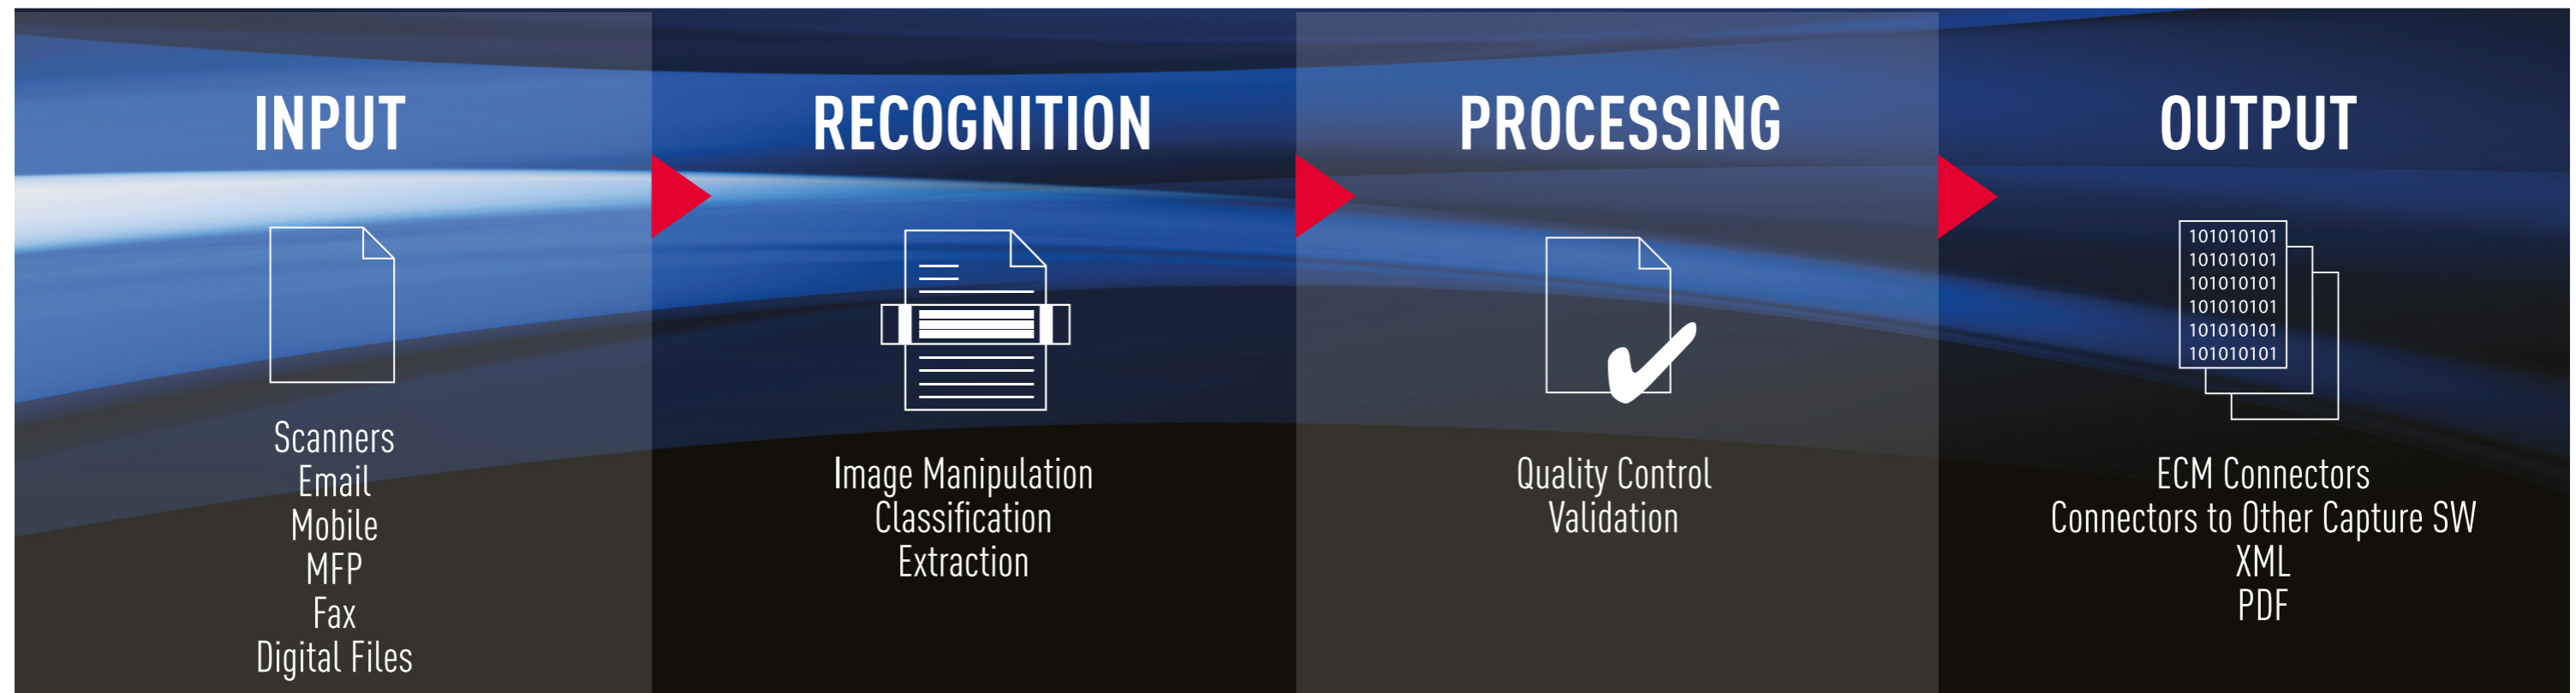 INPUT
Scanners
Email
Mobile
MFP
Fax
Digital Files
RECOGNITION
Image Manipulation
Classification
Extraction
PROCESSING
Quality Control
Validation
OUTPUT
101010101
101010101
101010101
101010101
101010101
101010101
ECM Connectors
Connectors to Other Capture SW
XML
PDF